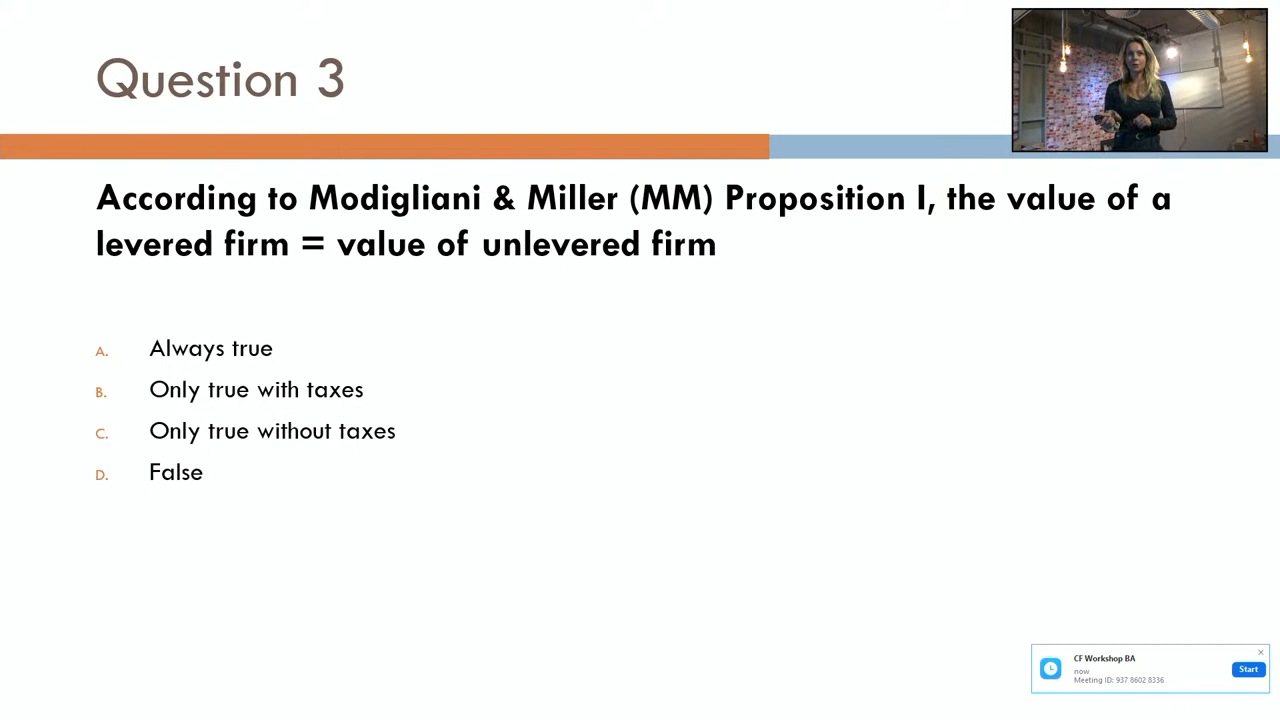 Question 3
According to Modigliani & Miller (MM) Proposition I, the value of a
levered firm = value of unlevered firm
A. Always true
B. Only true with taxes
C. Only true without taxes
D. False
CF Workshop BA
now
Meeting ID: 937 8602 8336
Start